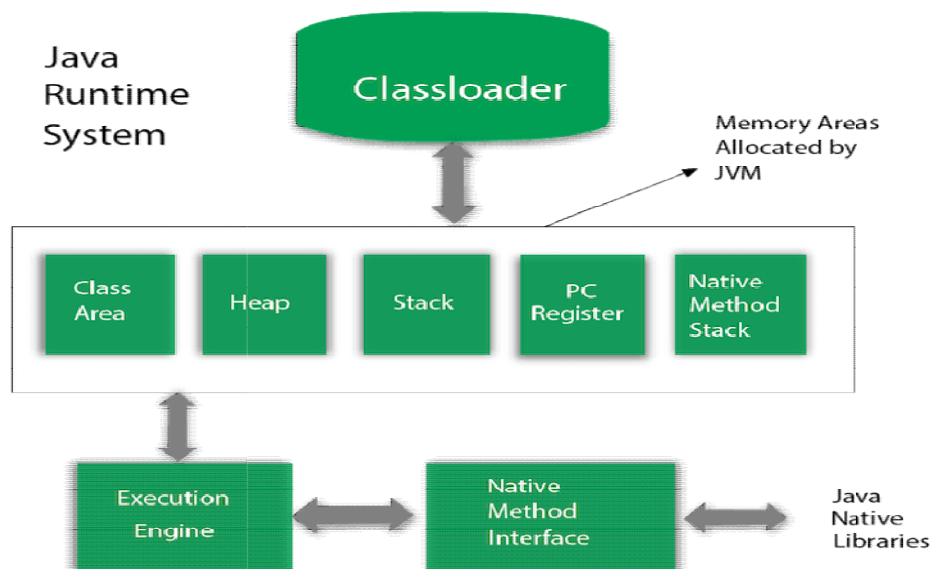 Java
Runtime
System
Classloader
Memory Areas
Allocated by
JVM
Class
Area
Heap
Stack
PC
Register
Native
Method
Stack
Execution
Engine
Native
Method
Interface
Java
Native
Libraries